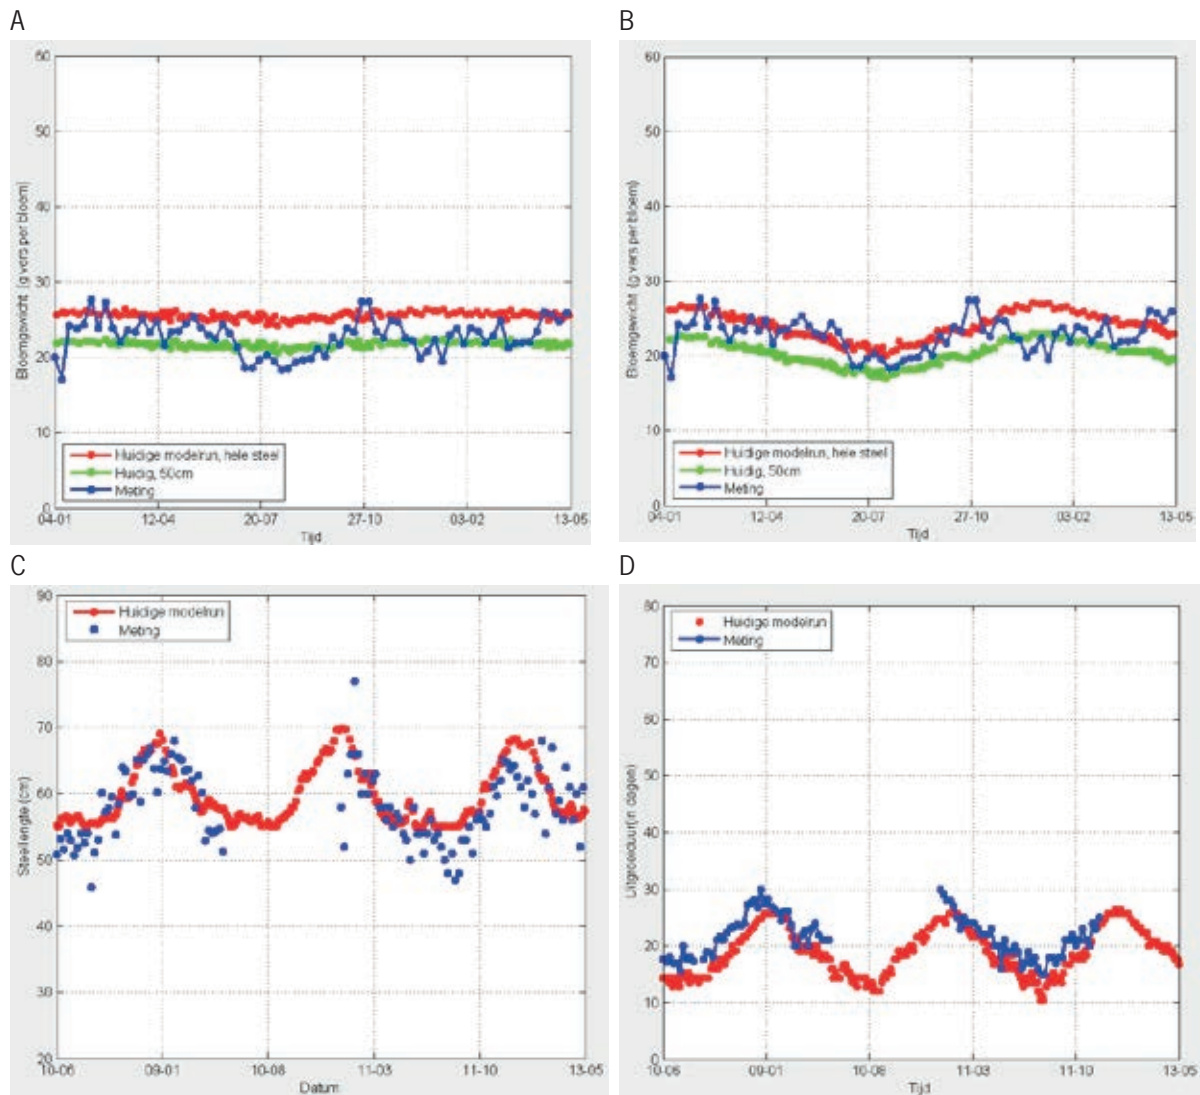 A
60
50
40
30
20
10
0
Bloemgewicht (g vers per bloem)
Huidige modelrun, hele steel
Huidig, 50cm
Meting
04-01 12-04 20-07 27-10 03-02 13-05
Tijd
B
60
50
40
30
20
10
0
Bloemgewicht (g vers per bloem)
Huidige modelrun, hele steel
Huidig, 50cm
Meting
04-01 12-04 20-07 27-10 03-02 13-05
Tijd
C
90
80
70
60
50
40
30
20
Steellengte (cm)
Huidige modelrun
Meting
10-06 09-01 10-08 11-03 11-10 13-05
Datum
D
80
70
60
50
40
30
20
10
0
Uitgroeiduur(in dagen)
Huidige modelrun
Meting
10-06 09-01 10-08 11-03 11-10 13-05
Tijd